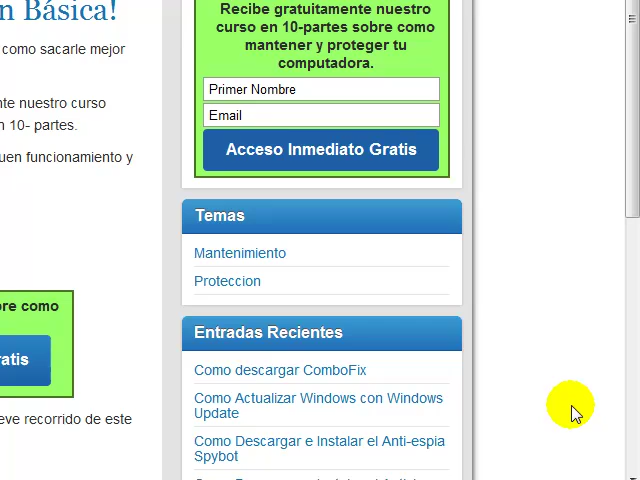 n Básica!
como sacarle mejor
nte nuestro curso
n 10- partes.
uen funcionamiento y
bre como
ratis
eve recorrido de este
Recibe gratuitamente nuestro
curso en 10-partes sobre como
mantener y proteger tu
computadora.
Primer Nombre
Email
Acceso Inmediato Gratis
Temas
Mantenimiento
Proteccion
Entradas Recientes
Como descargar ComboFix
Como Actualizar Windows con Windows
Update
Como Descargar e Instalar el Anti-espia
Spybot